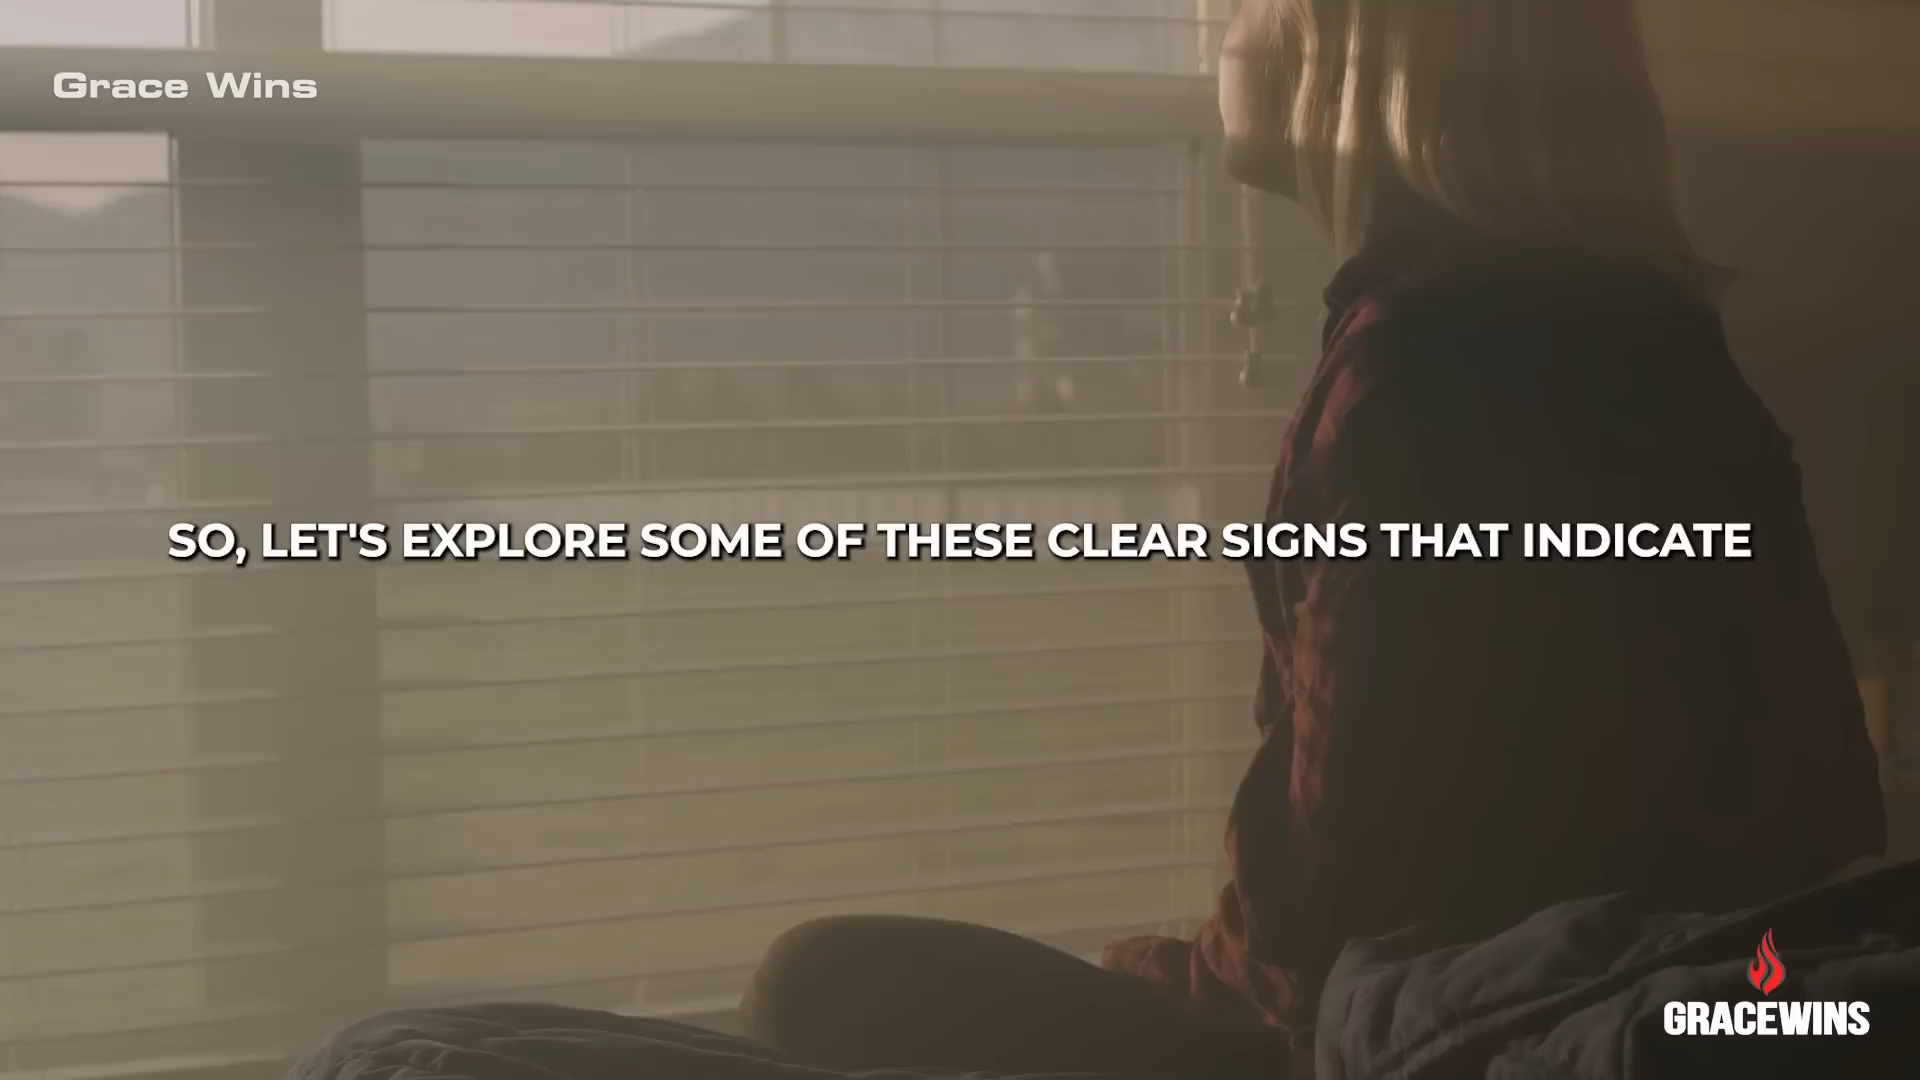 Grace Wins
SO, LET'S EXPLORE SOME OF THESE CLEAR SIGNS THAT INDICATE
GRACEWINS